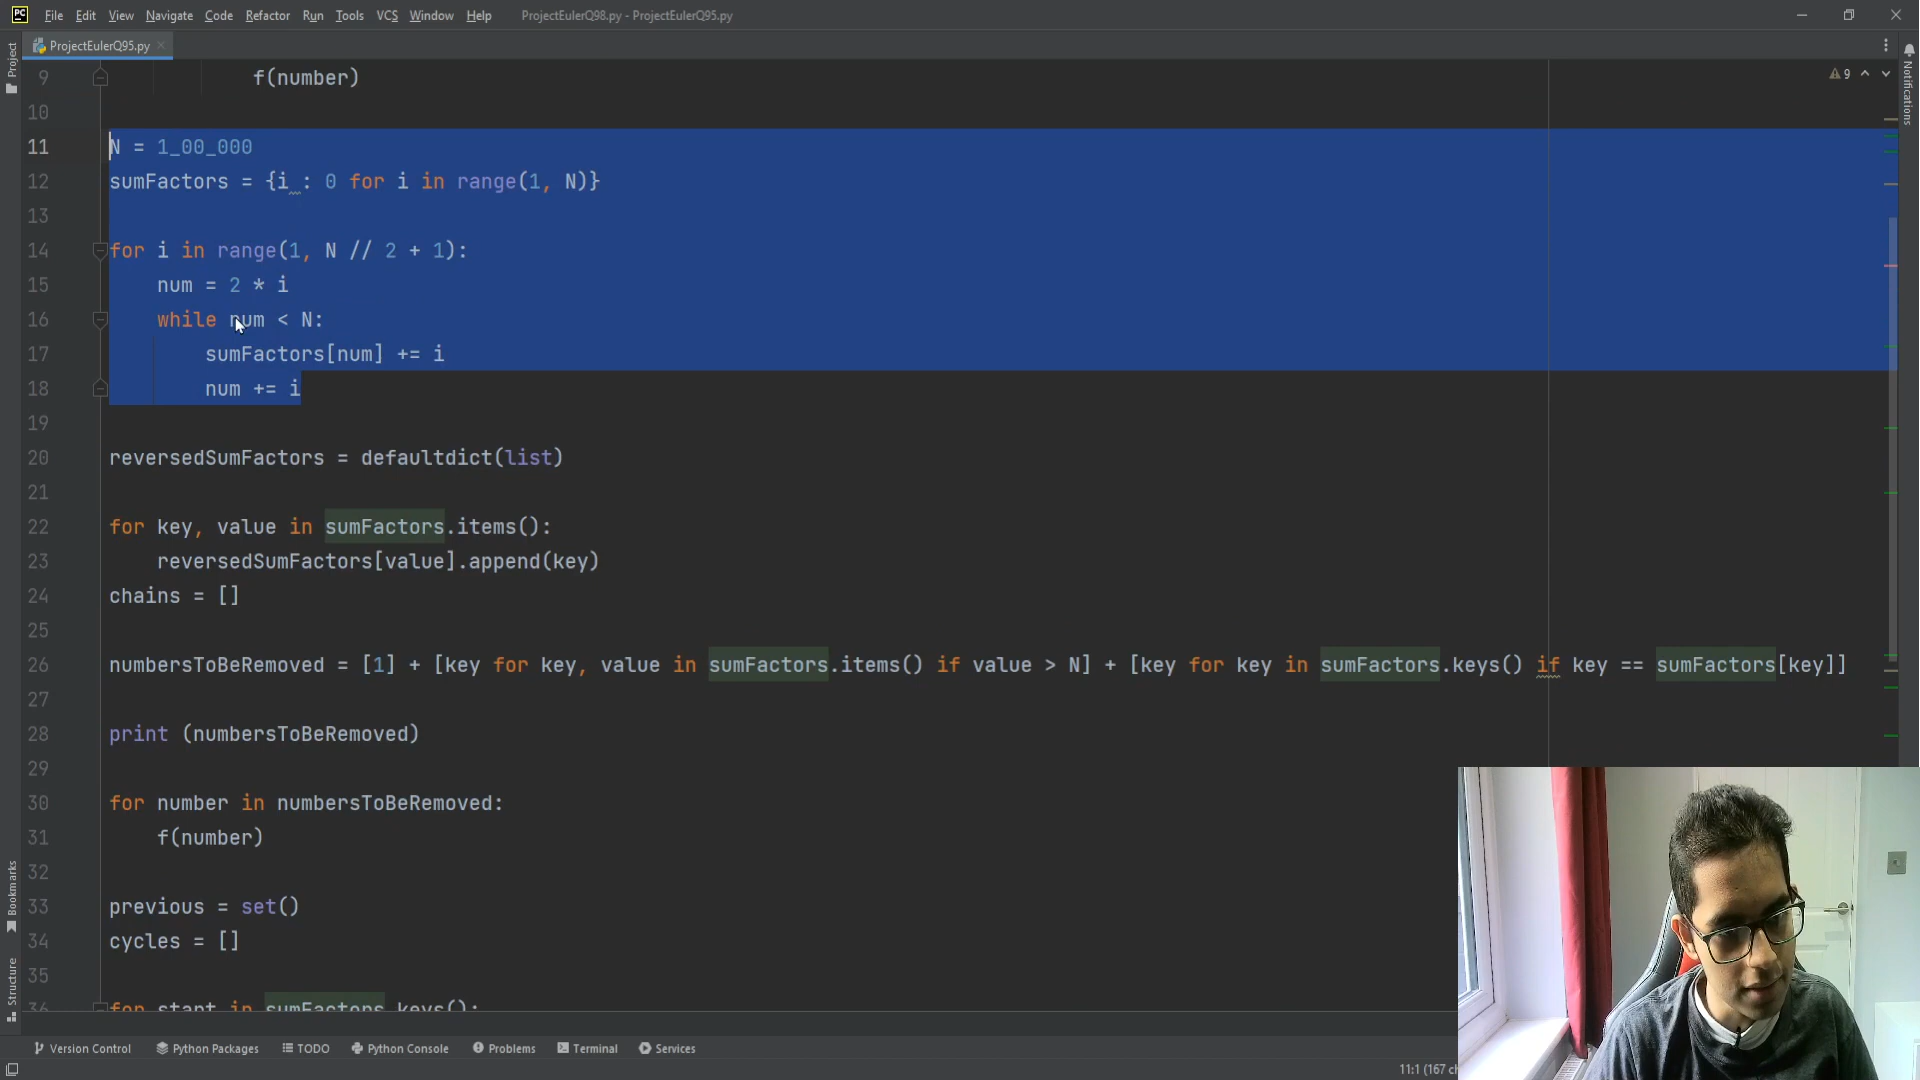 PC File Edit View Navigate Code Refactor Run Tools VCS Window Help ProjectEulerQ98.py - ProjectEulerQ95.py
ProjectEulerQ95.py
Project
Notifications
9
9 f(number)
10
11 N = 1_00_000
12 sumFactors = {i : 0 for i in range(1, N)}
13
14 for i in range(1, N // 2 + 1):
15 num = 2 * i
16 while num < N:
17 sumFactors[num] += i
18 num += i
19
20 reversedSumFactors = defaultdict(list)
21
22 for key, value in sumFactors.items():
23 reversedSumFactors[value].append(key)
24 chains = []
25
26 numbersToBeRemoved = [1] + [key for key, value in sumFactors.items() if value > N] + [key for key in sumFactors.keys() if key == sumFactors[key]]
27
28 print (numbersToBeRemoved)
29
30 for number in numbersToBeRemoved:
31 f(number)
32
33 previous = set()
34 cycles = []
35
36 for start in sumFactors.keys():
Bookmarks
Structure
Version Control Python Packages TODO Python Console Problems Terminal Services
11:1 (167 ch